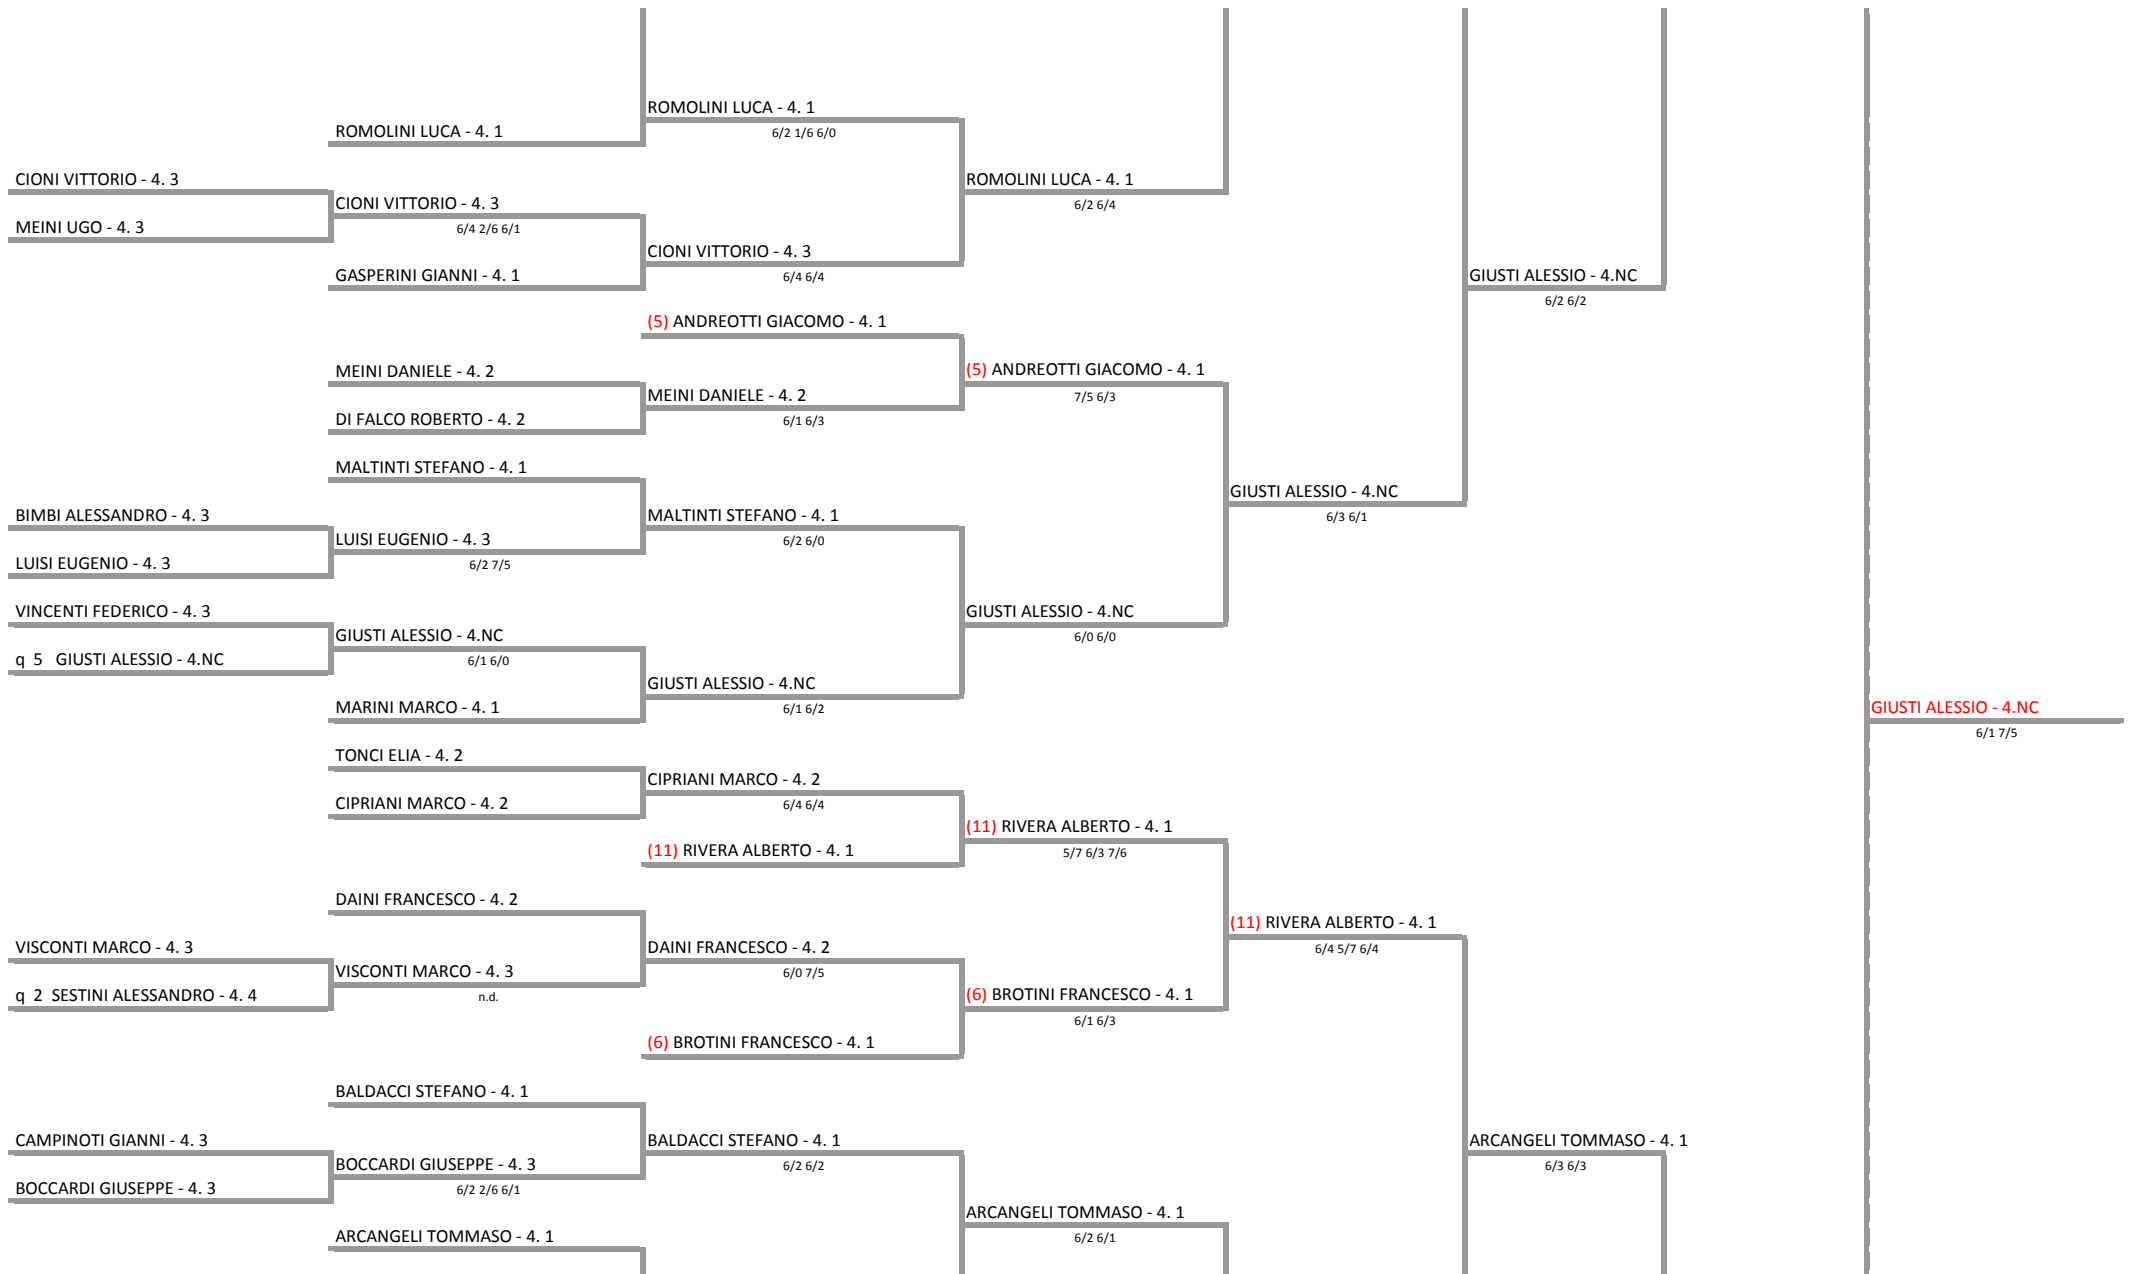 ROMOLINI LUCA - 4. 1
6/2 1/6 6/0
ROMOLINI LUCA - 4. 1
CIONI VITTORIO - 4. 3
ROMOLINI LUCA - 4. 1
6/2 6/4
CIONI VITTORIO - 4. 3
6/4 2/6 6/1
MEINI UGO - 4. 3
CIONI VITTORIO - 4. 3
6/4 6/4
GASPERINI GIANNI - 4. 1
GIUSTI ALESSIO - 4.NC
6/2 6/2
(5) ANDREOTTI GIACOMO - 4. 1
MEINI DANIELE - 4. 2
(5) ANDREOTTI GIACOMO - 4. 1
7/5 6/3
MEINI DANIELE - 4. 2
6/1 6/3
DI FALCO ROBERTO - 4. 2
MALTINTI STEFANO - 4. 1
GIUSTI ALESSIO - 4.NC
6/3 6/1
BIMBI ALESSANDRO - 4. 3
MALTINTI STEFANO - 4. 1
6/2 6/0
LUISI EUGENIO - 4. 3
6/2 7/5
LUISI EUGENIO - 4. 3
VINCENTI FEDERICO - 4. 3
GIUSTI ALESSIO - 4.NC
6/0 6/0
GIUSTI ALESSIO - 4.NC
6/1 6/0
q 5 GIUSTI ALESSIO - 4.NC
GIUSTI ALESSIO - 4.NC
6/1 6/2
MARINI MARCO - 4. 1
GIUSTI ALESSIO - 4.NC
6/1 7/5
TONCI ELIA - 4. 2
CIPRIANI MARCO - 4. 2
6/4 6/4
CIPRIANI MARCO - 4. 2
(11) RIVERA ALBERTO - 4. 1
5/7 6/3 7/6
(11) RIVERA ALBERTO - 4. 1
DAINI FRANCESCO - 4. 2
(11) RIVERA ALBERTO - 4. 1
6/4 5/7 6/4
VISCONTI MARCO - 4. 3
DAINI FRANCESCO - 4. 2
6/0 7/5
VISCONTI MARCO - 4. 3
n.d.
q 2 SESTINI ALESSANDRO - 4. 4
(6) BROTINI FRANCESCO - 4. 1
6/1 6/3
(6) BROTINI FRANCESCO - 4. 1
BALDACCI STEFANO - 4. 1
CAMPINOTI GIANNI - 4. 3
BALDACCI STEFANO - 4. 1
6/2 6/2
ARCANGELI TOMMASO - 4. 1
6/3 6/3
BOCCARDI GIUSEPPE - 4. 3
6/2 2/6 6/1
BOCCARDI GIUSEPPE - 4. 3
ARCANGELI TOMMASO - 4. 1
6/2 6/1
ARCANGELI TOMMASO - 4. 1